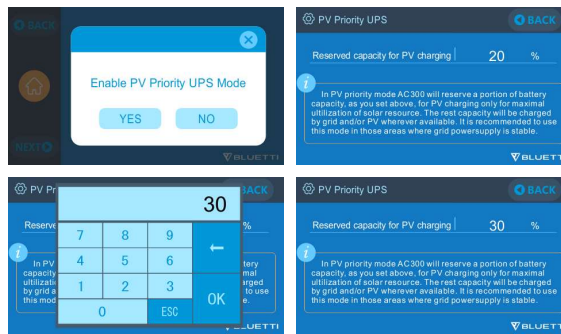 BACK
Enable PV Priority UPS Mode
YES NO
NEXT
BLUETTI
PV Priority UPS
BACK
Reserved capacity for PV charging 20 %
i
In PV priority mode AC300 will reserve a portion of battery
capacity, as you set above, for PV charging only for maximal
ultilization of solar resource. The rest capacity will be charged
by grid and/or PV wherever available. It is recommended to use
this mode in those areas where grid powersupply is stable.
BLUETTI
PV Pr
BACK
30
Reserve
%
7 8 9 ←
4 5 6
1 2 3 OK
0 ESC
i
In PV
capacity
ultilizati
by grid a
this mod
ttery
mal
arged
to use
e.
BLUETTI
PV Priority UPS
BACK
Reserved capacity for PV charging 30 %
i
In PV priority mode AC300 will reserve a portion of battery
capacity, as you set above, for PV charging only for maximal
ultilization of solar resource. The rest capacity will be charged
by grid and/or PV wherever available. It is recommended to use
this mode in those areas where grid powersupply is stable.
BLUETTI